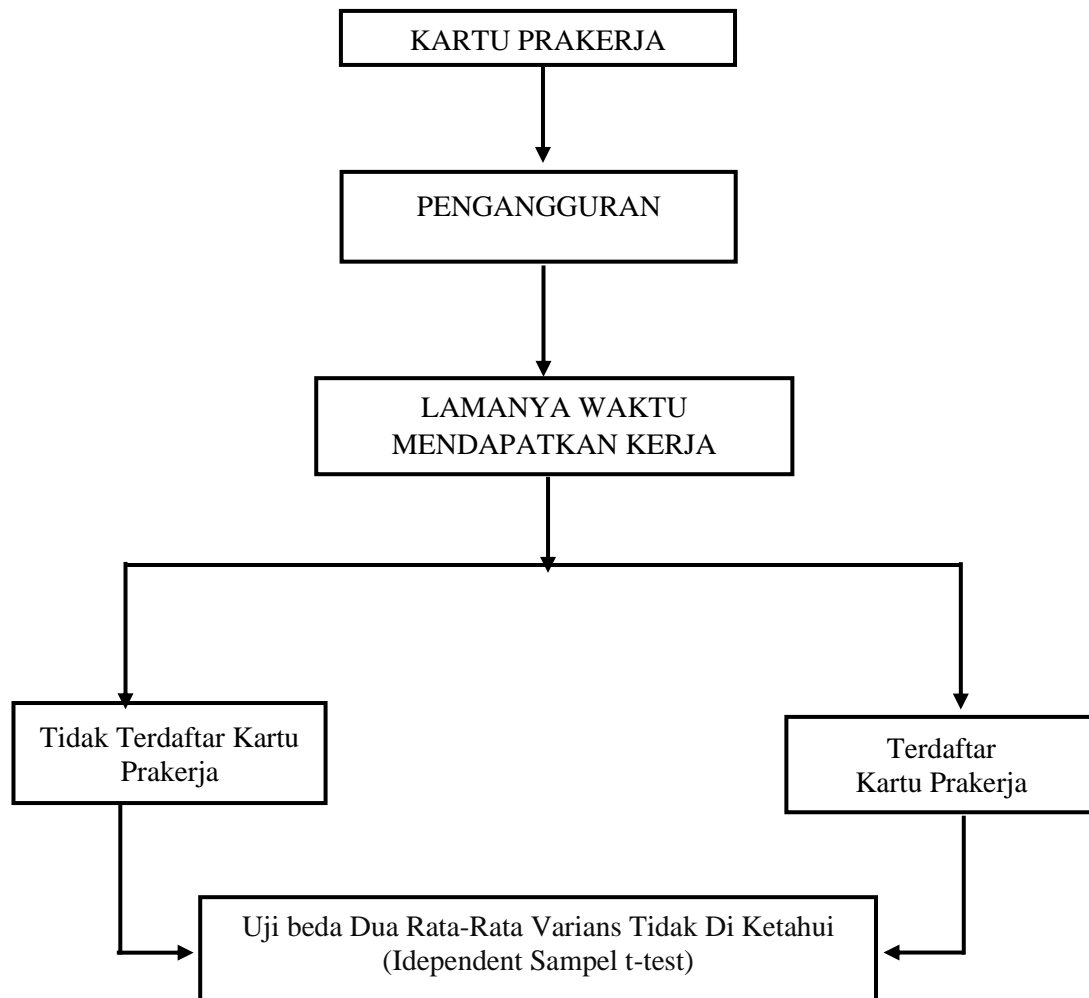 KARTU PRAKERJA
PENGANGGURAN
LAMANYA WAKTU
MENDAPATKAN KERJA
Tidak Terdaftar Kartu
Prakerja
Terdaftar
Kartu Prakerja
Uji beda Dua Rata-Rata Varians Tidak Di Ketahui
(Idependent Sampel t-test)